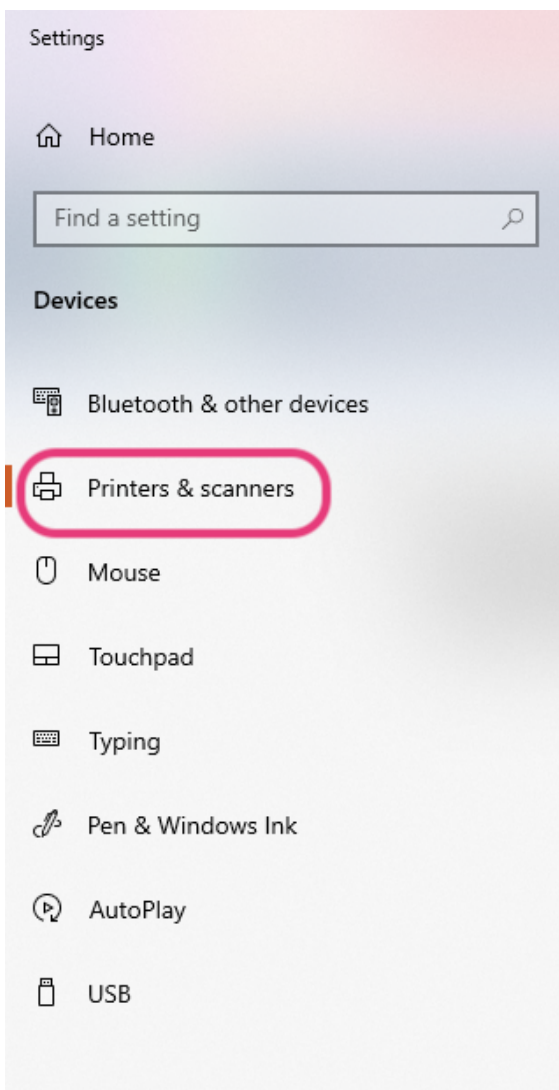 Settings
Home
Find a setting
Devices
Bluetooth & other devices
Printers & scanners
Mouse
Touchpad
Typing
Pen & Windows Ink
AutoPlay
USB